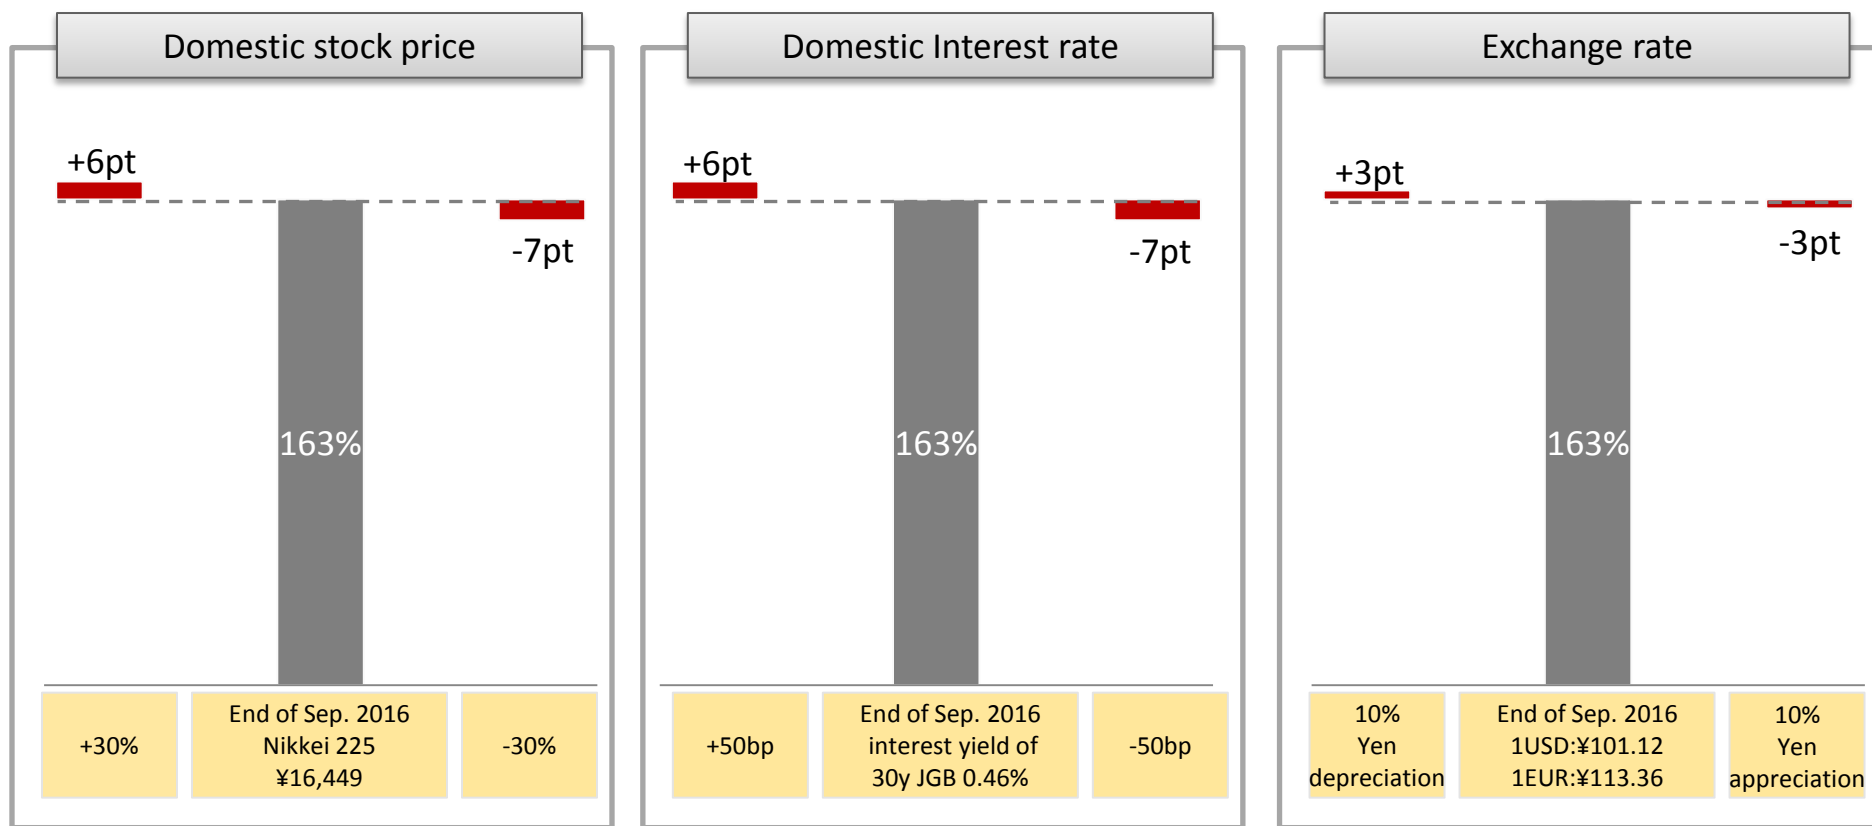 Domestic stock price
+6pt
-7pt
163%
+30%
End of Sep. 2016
Nikkei 225
¥16,449
-30%
Domestic Interest rate
+6pt
-7pt
163%
+50bp
End of Sep. 2016
interest yield of
30y JGB 0.46%
-50bp
Exchange rate
+3pt
-3pt
163%
10%
Yen
depreciation
End of Sep. 2016
1USD:¥101.12
1EUR:¥113.36
10%
Yen
appreciation